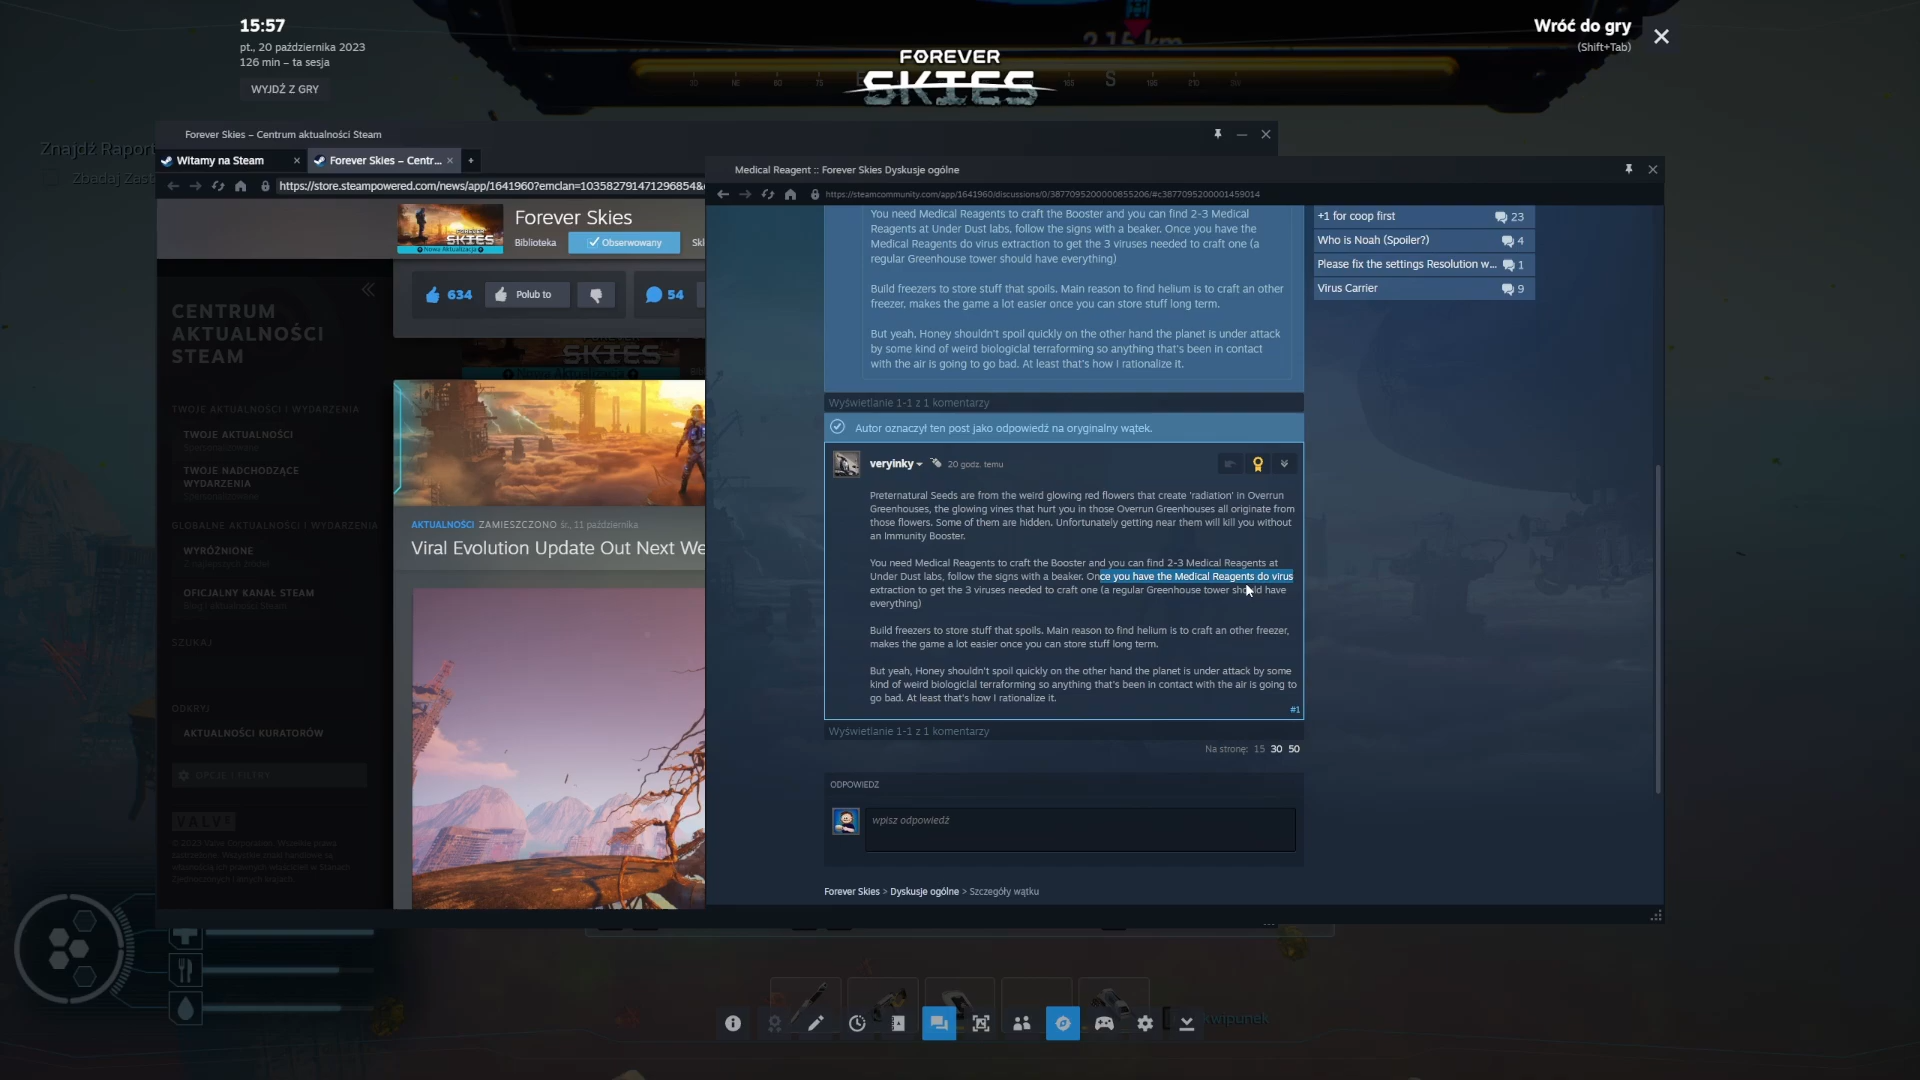 15:57
pt., 20 października 2023
126 min – ta sesja
WYJDŹ Z GRY
FOREVER
SKIES
2.15 km
S
Wróć do gry
(Shift+Tab)
Znajdź Raport
Zbadaj Zast
Forever Skies – Centrum aktualności Steam
Witamy na Steam
Forever Skies – Centr...
https://store.steampowered.com/news/app/1641960?emclan=103582791471296854&
Forever Skies
Biblioteka
Obserwowany
Skl
634
Polub to
54
CENTRUM
AKTUALNOŚCI
STEAM
TWOJE AKTUALNOŚCI I WYDARZENIA
TWOJE AKTUALNOŚCI
TWOJE NADCHODZĄCE
WYDARZENIA
GLOBALNE AKTUALNOŚCI I WYDARZENIA
WYRÓŻNIONE
Z najlepszych źródeł
OFICJALNY KANAŁ STEAM
Blog i aktualności Steam
SZUKAJ
ODKRYJ
AKTUALNOŚCI KURATORÓW
OPCJE I FILTRY
VALVE
AKTUALNOŚCI ZAMIESZCZONO śr., 11 października
Viral Evolution Update Out Next We
Medical Reagent :: Forever Skies Dyskusje ogólne
https://steamcommunity.com/app/1641960/discussions/0/3877095200000855206/#c3877095200001459014
You need Medical Reagents to craft the Booster and you can find 2-3 Medical
Reagents at Under Dust labs, follow the signs with a beaker. Once you have the
Medical Reagents do virus extraction to get the 3 viruses needed to craft one (a
regular Greenhouse tower should have everything)
Build freezers to store stuff that spoils. Main reason to find helium is to craft an other
freezer, makes the game a lot easier once you can store stuff long term.
But yeah, Honey shouldn't spoil quickly on the other hand the planet is under attack
by some kind of weird biologiclal terraforming so anything that's been in contact
with the air is going to go bad. At least that's how I rationalize it.
Wyświetlanie 1-1 z 1 komentarzy
Autor oznaczył ten post jako odpowiedź na oryginalny wątek.
veryinky
20 godz. temu
Preternatural Seeds are from the weird glowing red flowers that create 'radiation' in Overrun
Greenhouses, the glowing vines that hurt you in those Overrun Greenhouses all originate from
those flowers. Some of them are hidden. Unfortunately getting near them will kill you without
an Immunity Booster.
You need Medical Reagents to craft the Booster and you can find 2-3 Medical Reagents at
Under Dust labs, follow the signs with a beaker. Once you have the Medical Reagents do virus
extraction to get the 3 viruses needed to craft one (a regular Greenhouse tower should have
everything)
Build freezers to store stuff that spoils. Main reason to find helium is to craft an other freezer,
makes the game a lot easier once you can store stuff long term.
But yeah, Honey shouldn't spoil quickly on the other hand the planet is under attack by some
kind of weird biologiclal terraforming so anything that's been in contact with the air is going to
go bad. At least that's how I rationalize it.
#1
Wyświetlanie 1-1 z 1 komentarzy
Na stronę: 15 30 50
ODPOWIEDZ
wpisz odpowiedź
Forever Skies > Dyskusje ogólne > Szczegóły wątku
+1 for coop first
23
Who is Noah (Spoiler?)
4
Please fix the settings Resolution w...
1
Virus Carrier
9
kwipunek